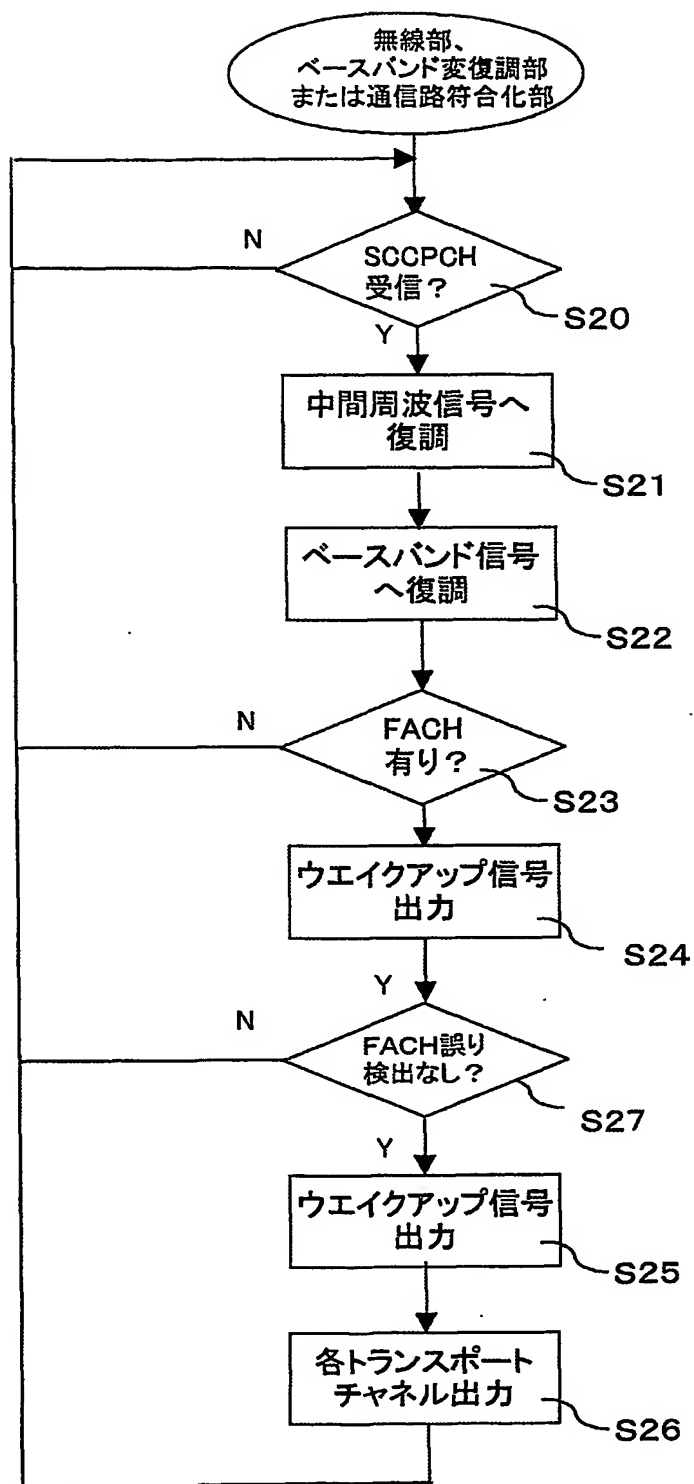 無線部、
ベースバンド変復調部
または通信路符合化部
N
SCCPCH
受信？
S20
Y
中間周波信号へ
復調
S21
ベースバンド信号
へ復調
S22
N
FACH
有り？
S23
ウエイクアップ信号
出力
S24
Y
N
FACH誤り
検出なし？
S27
Y
ウエイクアップ信号
出力
S25
各トランスポート
チャネル出力
S26